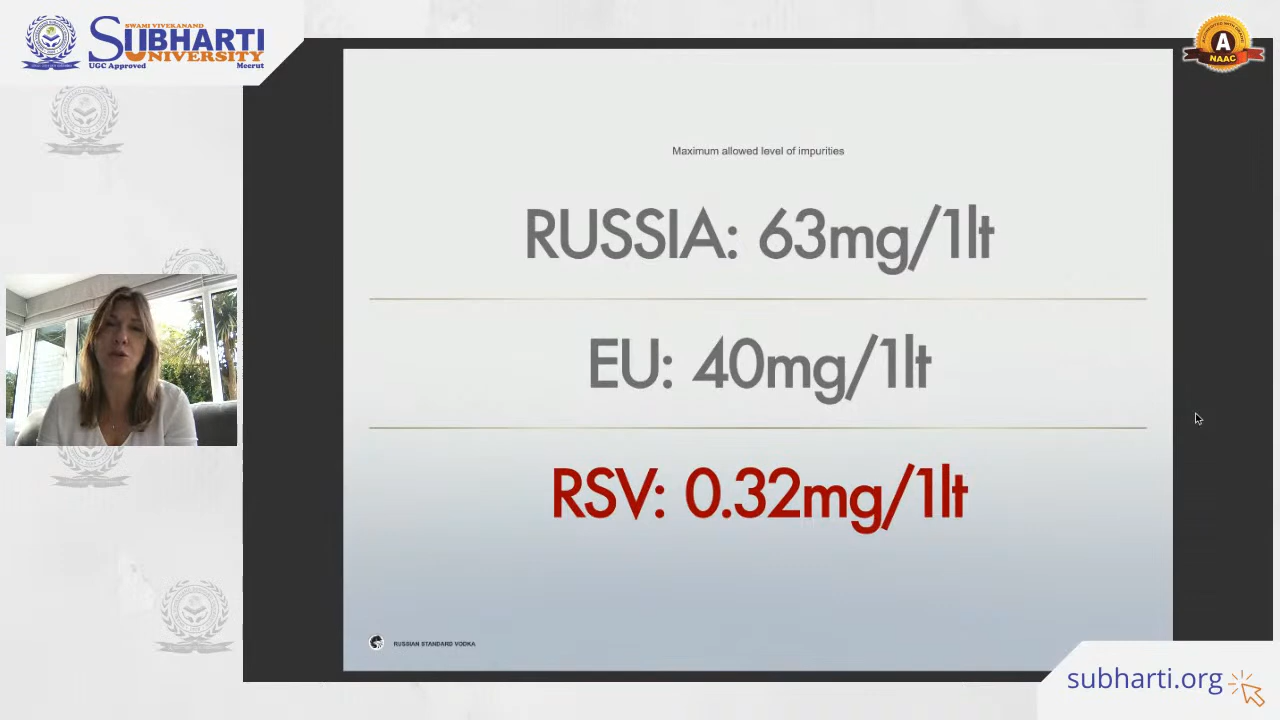 SWAMI VIVEKANAND
SUBHARTI
UNIVERSITY
UGC Approved Meerut
A
NAAC
Maximum allowed level of impurities
RUSSIA: 63mg/1lt
EU: 40mg/1lt
RSV: 0.32mg/1lt
RUSSIAN STANDARD VODKA
subharti.org